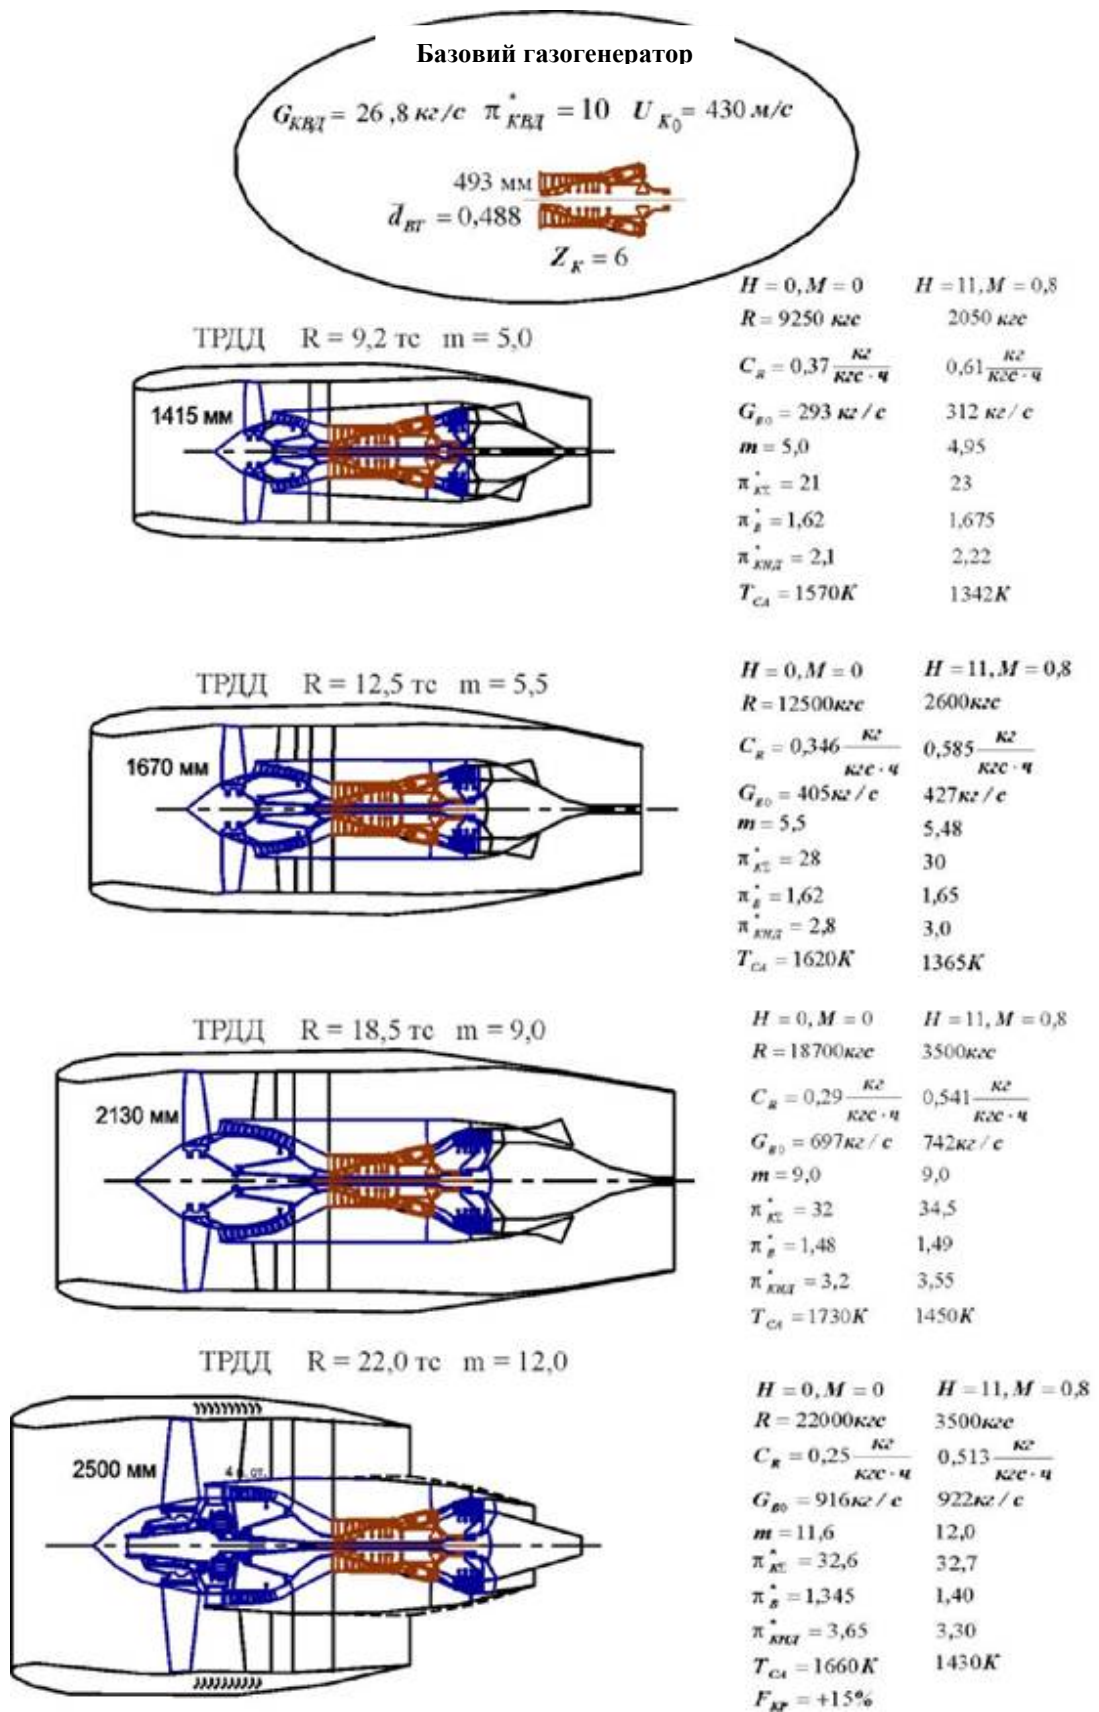 Базовий газогенератор
G_КВД = 26,8 кг/с π*_КВД = 10 U_К0 = 430 м/с
493 мм
d̄_ВТ = 0,488
Z_К = 6
ТРДД R = 9,2 тс m = 5,0
1415 мм
H = 0, M = 0 H = 11, M = 0,8
R = 9250 кгс 2050 кгс
C_R = 0,37 кг/кгс · ч 0,61 кг/кгс · ч
G_В0 = 293 кг / с 312 кг / с
m = 5,0 4,95
π*_КΣ = 21 23
π*_В = 1,62 1,675
π*_КНД = 2,1 2,22
T_СА = 1570K 1342K
ТРДД R = 12,5 тс m = 5,5
1670 мм
H = 0, M = 0 H = 11, M = 0,8
R = 12500кгс 2600кгс
C_R = 0,346 кг/кгс · ч 0,585 кг/кгс · ч
G_В0 = 405кг / с 427кг / с
m = 5,5 5,48
π*_КΣ = 28 30
π*_В = 1,62 1,65
π*_КНД = 2,8 3,0
T_СА = 1620K 1365K
ТРДД R = 18,5 тс m = 9,0
2130 мм
H = 0, M = 0 H = 11, M = 0,8
R = 18700кгс 3500кгс
C_R = 0,29 кг/кгс · ч 0,541 кг/кгс · ч
G_В0 = 697кг / с 742кг / с
m = 9,0 9,0
π*_КΣ = 32 34,5
π*_В = 1,48 1,49
π*_КНД = 3,2 3,55
T_СА = 1730K 1450K
ТРДД R = 22,0 тс m = 12,0
2500 мм
H = 0, M = 0 H = 11, M = 0,8
R = 22000кгс 3500кгс
C_R = 0,25 кг/кгс · ч 0,513 кг/кгс · ч
G_В0 = 916кг / с 922кг / с
m = 11,6 12,0
π*_КΣ = 32,6 32,7
π*_В = 1,345 1,40
π*_КНД = 3,65 3,30
T_СА = 1660K 1430K
F_КР = +15%